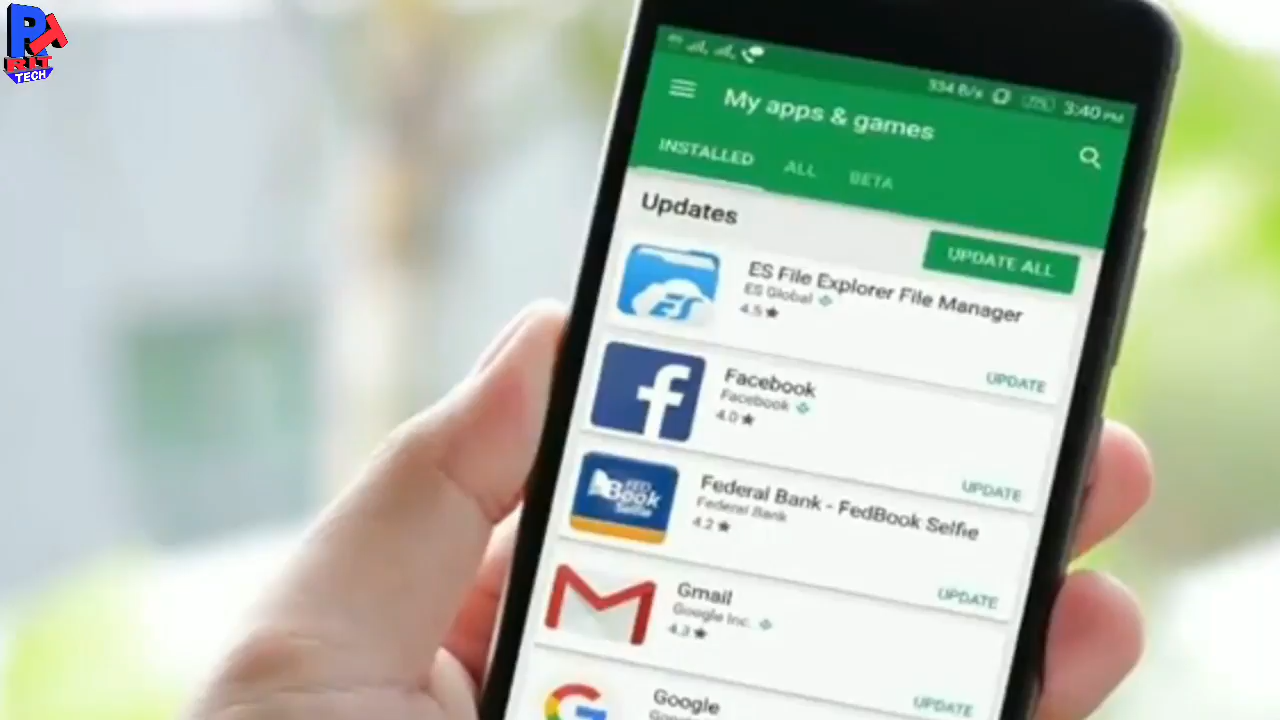 RA
BIT
TECH
334 B/s
3:40 PM
My apps & games
INSTALLED ALL BETA
Updates
UPDATE ALL
ES File Explorer File Manager
ES Global
4.5★
UPDATE
Facebook
Facebook
4.0★
UPDATE
FED
Book
Selfie
Federal Bank - FedBook Selfie
Federal Bank
4.2★
UPDATE
Gmail
Google Inc.
4.3★
UPDATE
Google
UPDATE